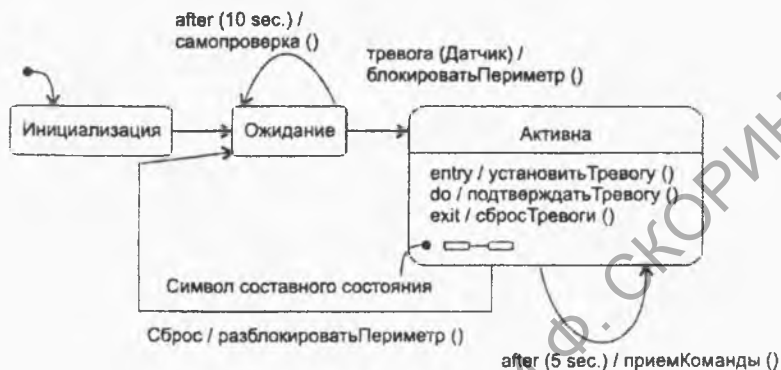 after (10 sec.) /
самопроверка ()
тревога (Датчик) /
блокироватьПериметр ()
Инициализация
Ожидание
Активна
entry / установитьТревогу ()
do / подтверждатьТревогу ()
exit / сбросТревоги ()
Символ составного состояния
Сброс / разблокироватьПериметр ()
after (5 sec.) / приемКоманды ()
Ф. СКОРИН